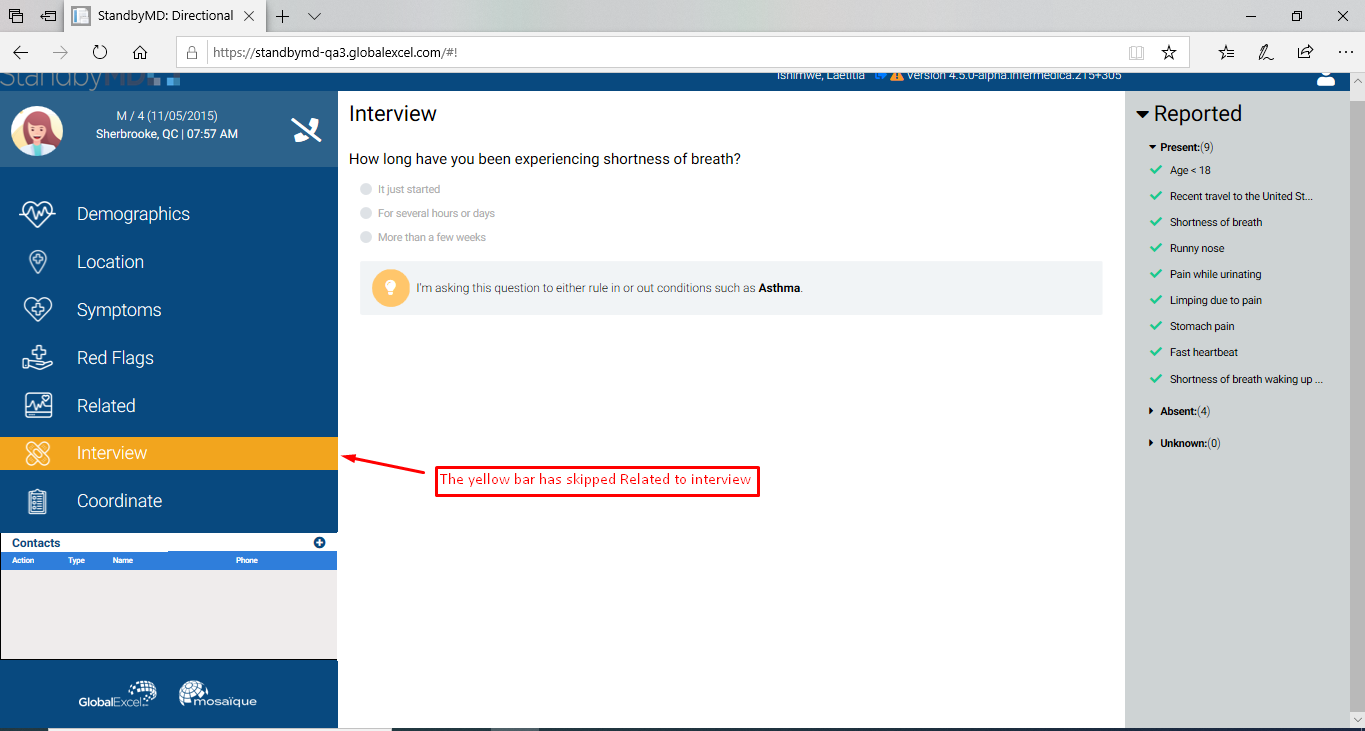 StandbyMD: Directional
https://standbymd-qa3.globalexcel.com/#!
StandbyMD
Ishimwe, Laetitia
Version 4.5.0-alpha.infermedica.215+305
M / 4 (11/05/2015)
Sherbrooke, QC | 07:57 AM
Demographics
Location
Symptoms
Red Flags
Related
Interview
Coordinate
Contacts
Action Type Name Phone
GlobalExcel
mosaïque
Interview
How long have you been experiencing shortness of breath?
It just started
For several hours or days
More than a few weeks
I'm asking this question to either rule in or out conditions such as Asthma.
The yellow bar has skipped Related to interview
Reported
Present:(9)
Age < 18
Recent travel to the United St...
Shortness of breath
Runny nose
Pain while urinating
Limping due to pain
Stomach pain
Fast heartbeat
Shortness of breath waking up ...
Absent:(4)
Unknown:(0)